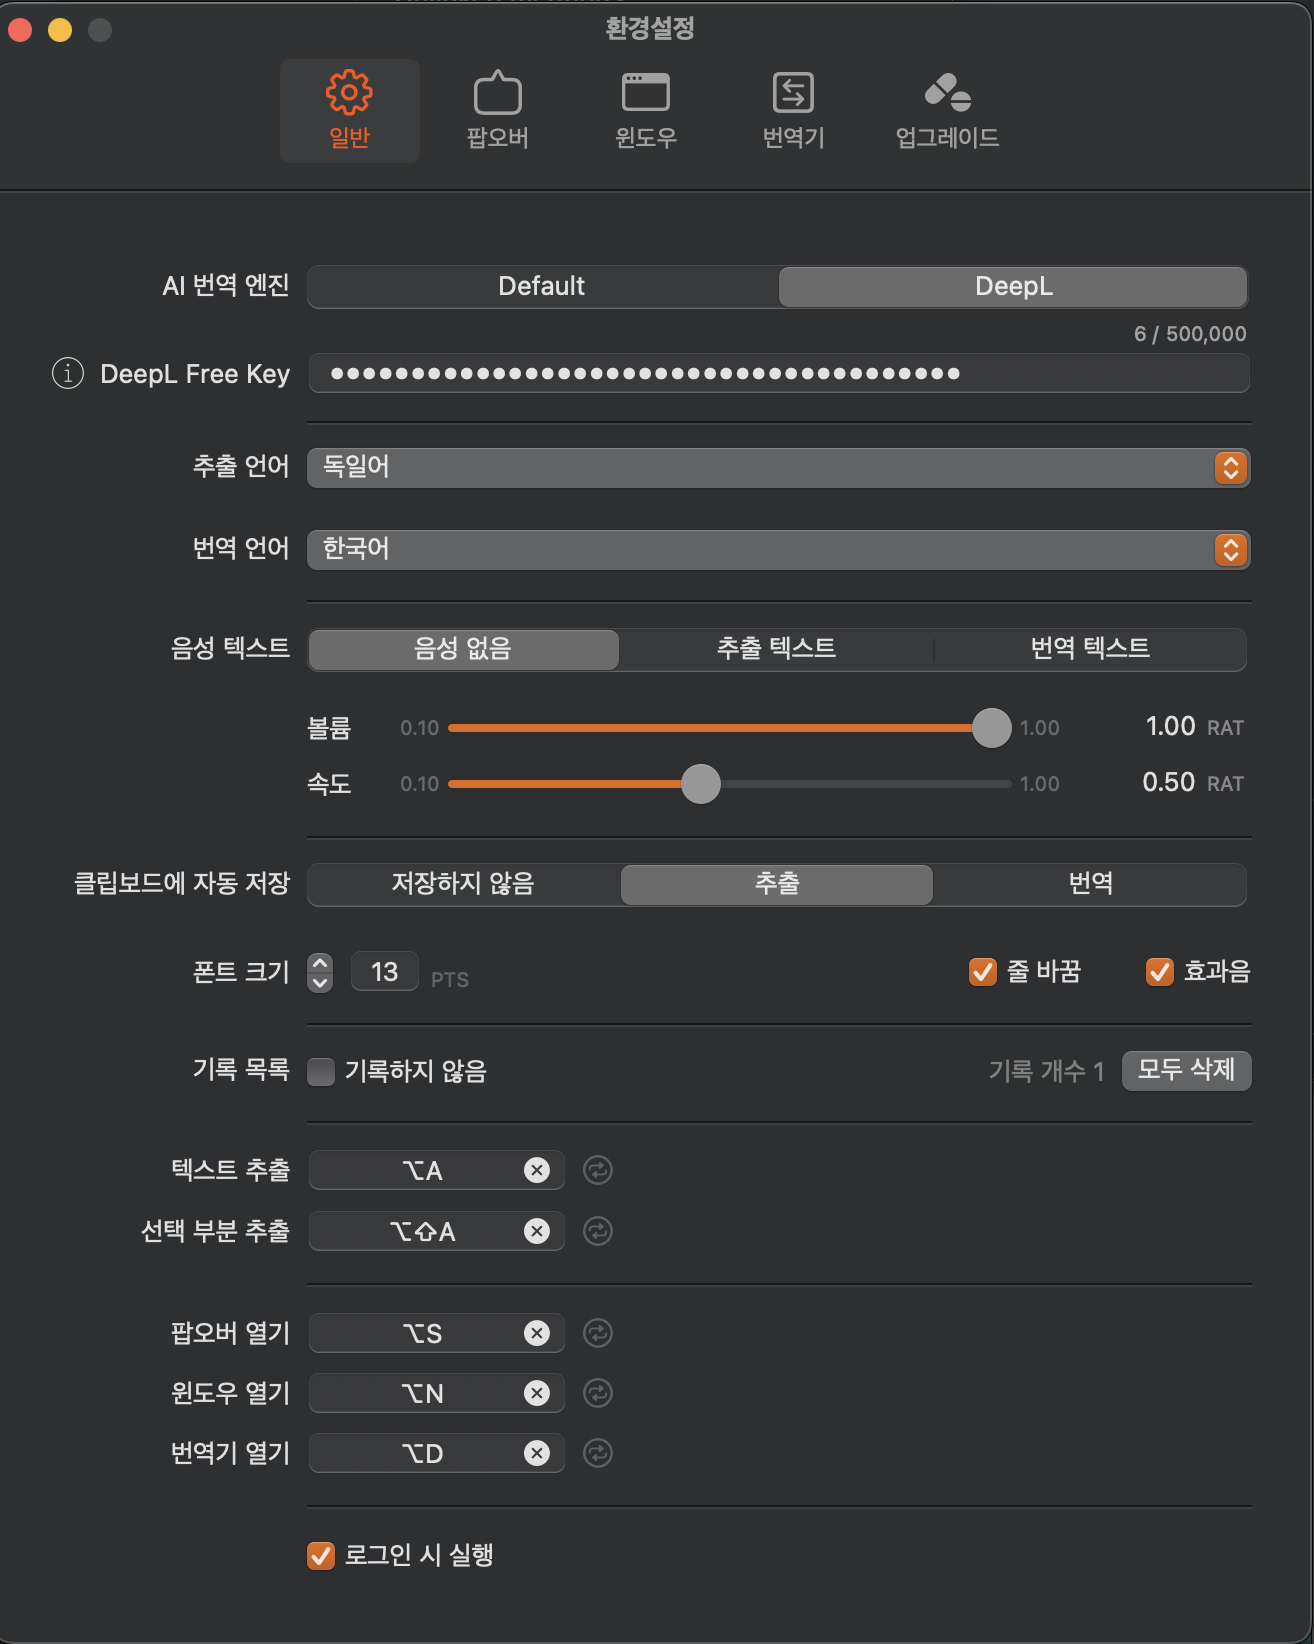 환경설정
일반 팝오버 윈도우 번역기 업그레이드
AI 번역 엔진 Default DeepL
6 / 500,000
DeepL Free Key ●●●●●●●●●●●●●●●●●●●●●●●●●●●●●●●●●●●●●●●
추출 언어 독일어
번역 언어 한국어
음성 텍스트 음성 없음 추출 텍스트 번역 텍스트
볼륨 0.10 1.00 1.00 RAT
속도 0.10 1.00 0.50 RAT
클립보드에 자동 저장 저장하지 않음 추출 번역
폰트 크기 13 PTS 줄 바꿈 효과음
기록 목록 기록하지 않음 기록 개수 1 모두 삭제
텍스트 추출 ⌥A
선택 부분 추출 ⌥⇧A
팝오버 열기 ⌥S
윈도우 열기 ⌥N
번역기 열기 ⌥D
로그인 시 실행